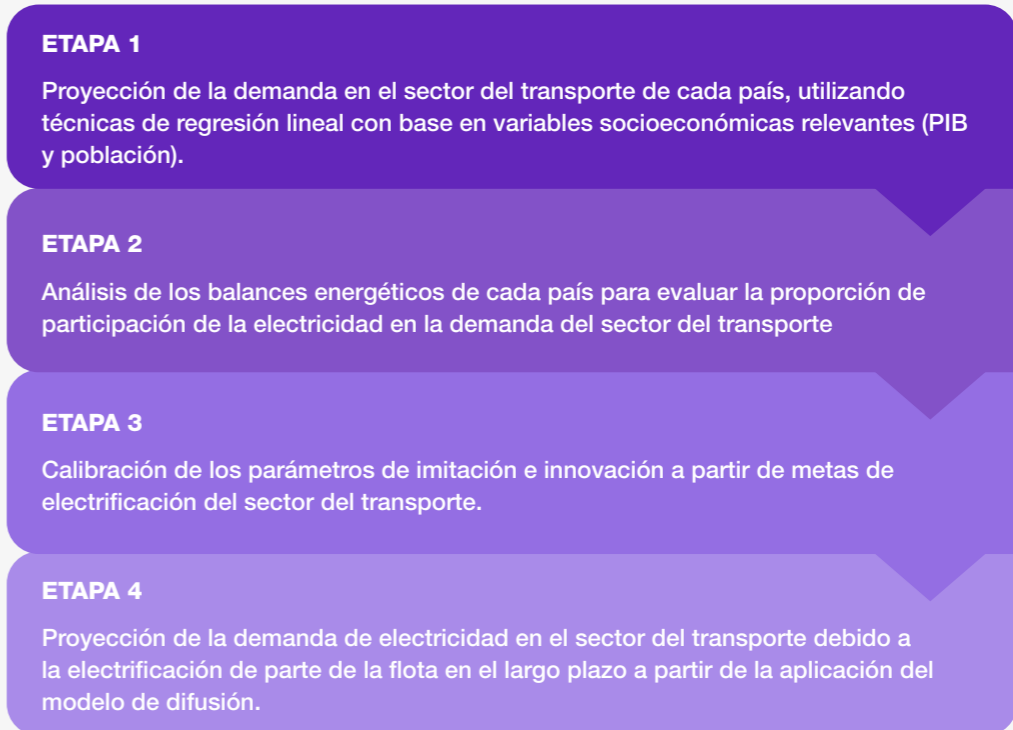 ETAPA 1
Proyección de la demanda en el sector del transporte de cada país, utilizando
técnicas de regresión lineal con base en variables socioeconómicas relevantes (PIB
y población).
ETAPA 2
Análisis de los balances energéticos de cada país para evaluar la proporción de
participación de la electricidad en la demanda del sector del transporte
ETAPA 3
Calibración de los parámetros de imitación e innovación a partir de metas de
electrificación del sector del transporte.
ETAPA 4
Proyección de la demanda de electricidad en el sector del transporte debido a
la electrificación de parte de la flota en el largo plazo a partir de la aplicación del
modelo de difusión.